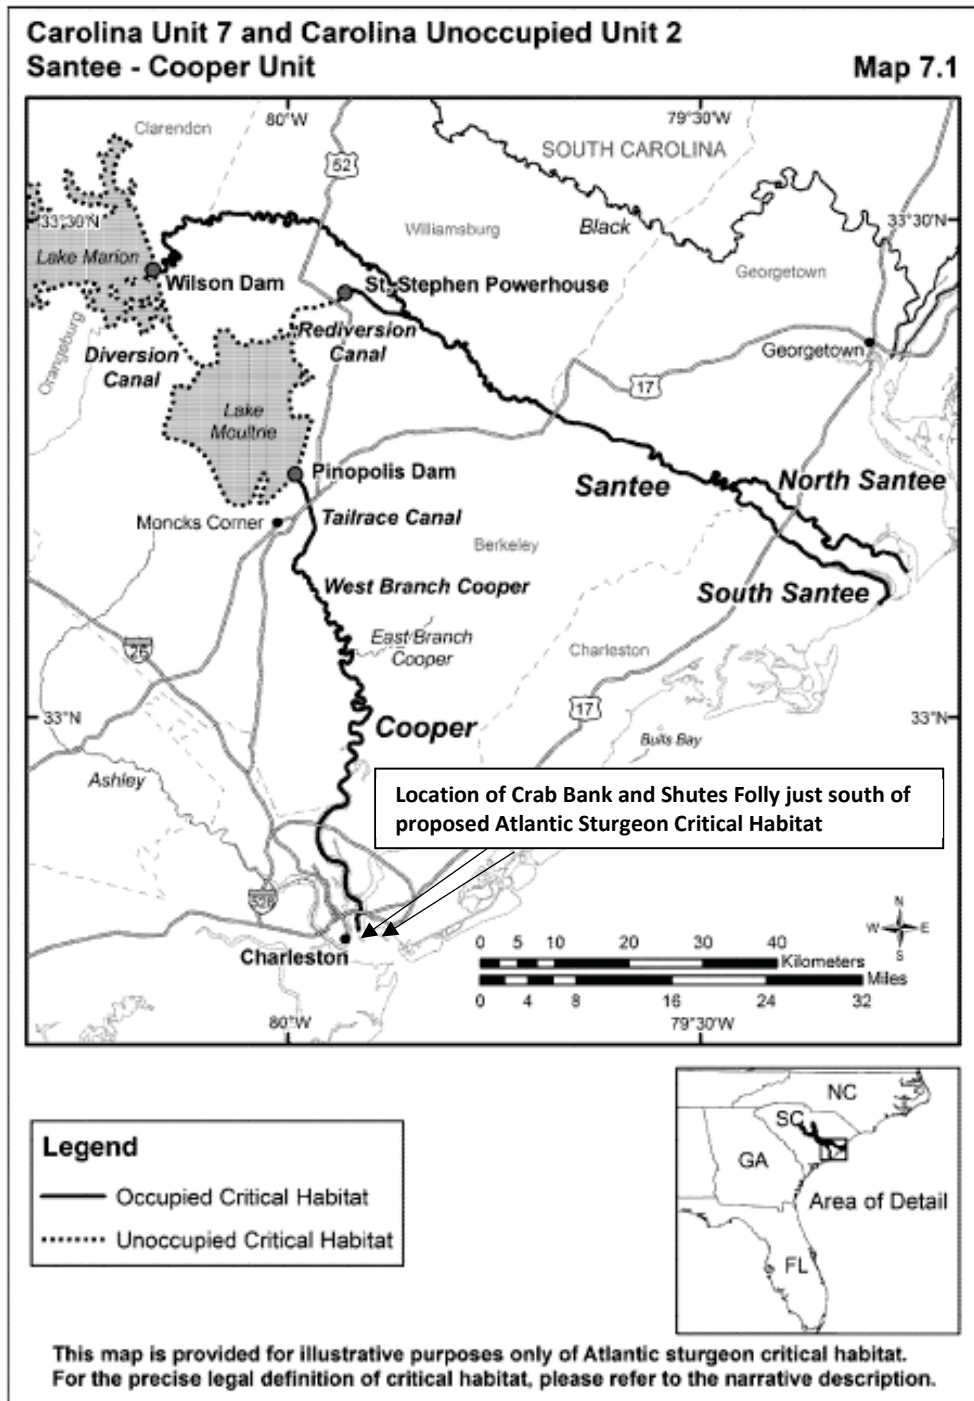 Carolina Unit 7 and Carolina Unoccupied Unit 2
Santee - Cooper Unit
Map 7.1
80°W
79°30'W
Clarendon
52
SOUTH CAROLINA
33°30'N
Williamsburg
Black
33°30'N
Lake Marion
Wilson Dam
St. Stephen Powerhouse
Georgetown
Orangeburg
Diversion
Canal
Rediversion
Canal
Georgetown
17
Lake
Moultrie
Pinopolis Dam
Santee
North Santee
Moncks Corner
Tailrace Canal
Berkeley
West Branch Cooper
South Santee
26
East Branch
Cooper
Charleston
33°N
Cooper
17
33°N
Bulls Bay
Ashley
Location of Crab Bank and Shutes Folly just south of
proposed Atlantic Sturgeon Critical Habitat
526
N
W E
S
Charleston
0 5 10 20 30 40
Kilometers
Miles
0 4 8 16 24 32
80°W
79°30'W
NC
SC
GA
Area of Detail
FL
Legend
Occupied Critical Habitat
Unoccupied Critical Habitat
This map is provided for illustrative purposes only of Atlantic sturgeon critical habitat.
For the precise legal definition of critical habitat, please refer to the narrative description.